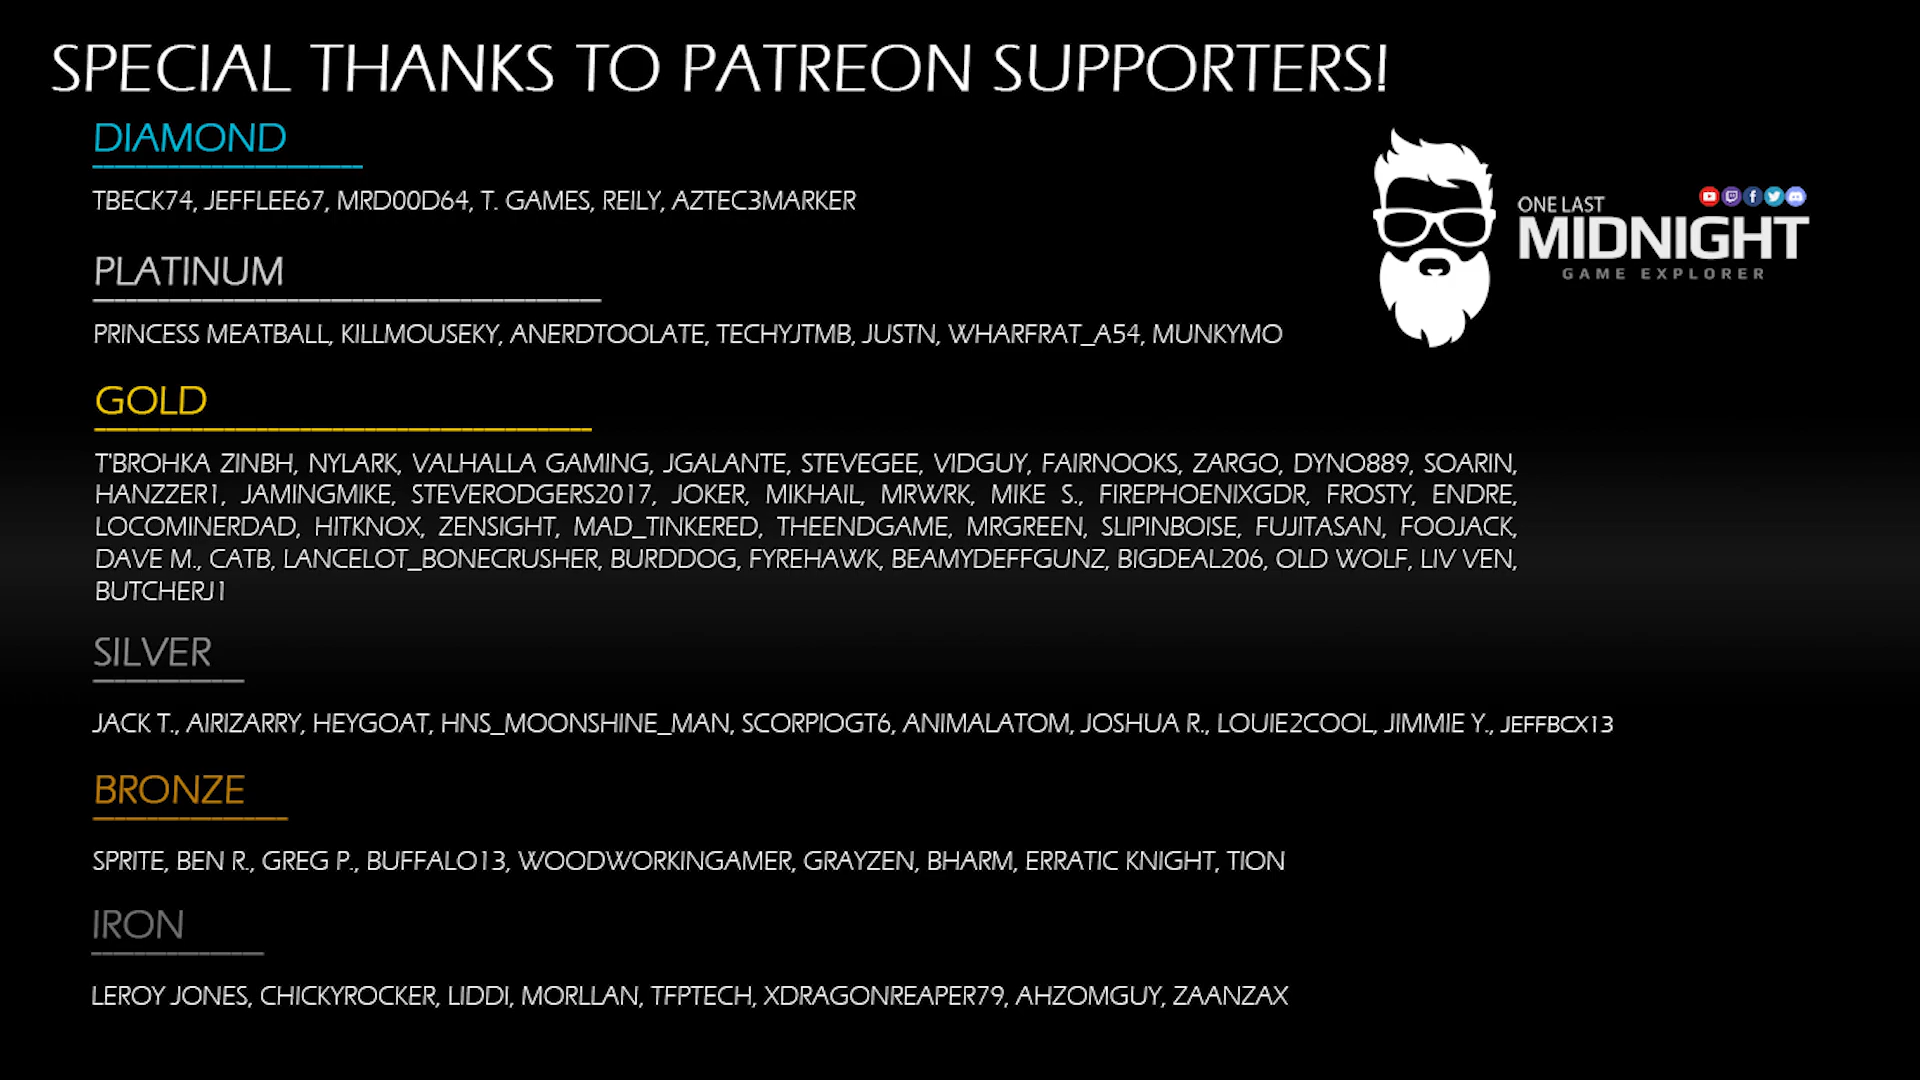 SPECIAL THANKS TO PATREON SUPPORTERS!
DIAMOND
TBECK74, JEFFLEE67, MRD00D64, T. GAMES, REILY, AZTEC3MARKER
ONE LAST
MIDNIGHT
GAME EXPLORER
PLATINUM
PRINCESS MEATBALL, KILLMOUSEKY, ANERDTOOLATE, TECHYJTMB, JUSTN, WHARFRAT_A54, MUNKYMO
GOLD
T'BROHKA ZINBH, NYLARK, VALHALLA GAMING, JGALANTE, STEVEGEE, VIDGUY, FAIRNOOKS, ZARGO, DYNO889, SOARIN,
HANZZER1, JAMINGMIKE, STEVERODGERS2017, JOKER, MIKHAIL, MRWRK, MIKE S., FIREPHOENIXGDR, FROSTY, ENDRE,
LOCOMINERDAD, HITKNOX, ZENSIGHT, MAD_TINKERED, THEENDGAME, MRGREEN, SLIPINBOISE, FUJITASAN, FOOJACK,
DAVE M., CATB, LANCELOT_BONECRUSHER, BURDDOG, FYREHAWK, BEAMYDEFFGUNZ, BIGDEAL206, OLD WOLF, LIV VEN,
BUTCHERJ1
SILVER
JACK T., AIRIZARRY, HEYGOAT, HNS_MOONSHINE_MAN, SCORPIOGT6, ANIMALATOM, JOSHUA R., LOUIE2COOL, JIMMIE Y., JEFFBCX13
BRONZE
SPRITE, BEN R., GREG P., BUFFALO13, WOODWORKINGAMER, GRAYZEN, BHARM, ERRATIC KNIGHT, TION
IRON
LEROY JONES, CHICKYROCKER, LIDDI, MORLLAN, TFPTECH, XDRAGONREAPER79, AHZOMGUY, ZAANZAX